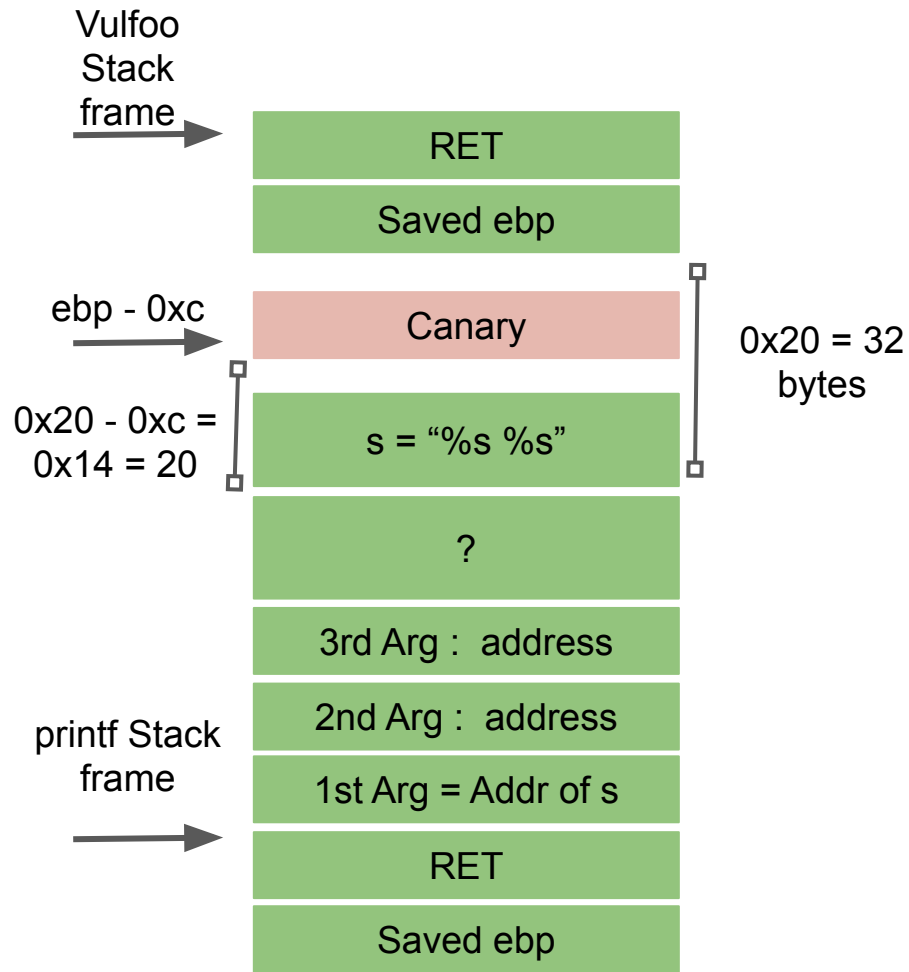 Vulfoo
Stack
frame
RET
Saved ebp
ebp - 0xc
Canary
0x20 = 32
bytes
0x20 - 0xc =
0x14 = 20
s = “%s %s”
?
3rd Arg : address
2nd Arg : address
printf Stack
frame
1st Arg = Addr of s
RET
Saved ebp